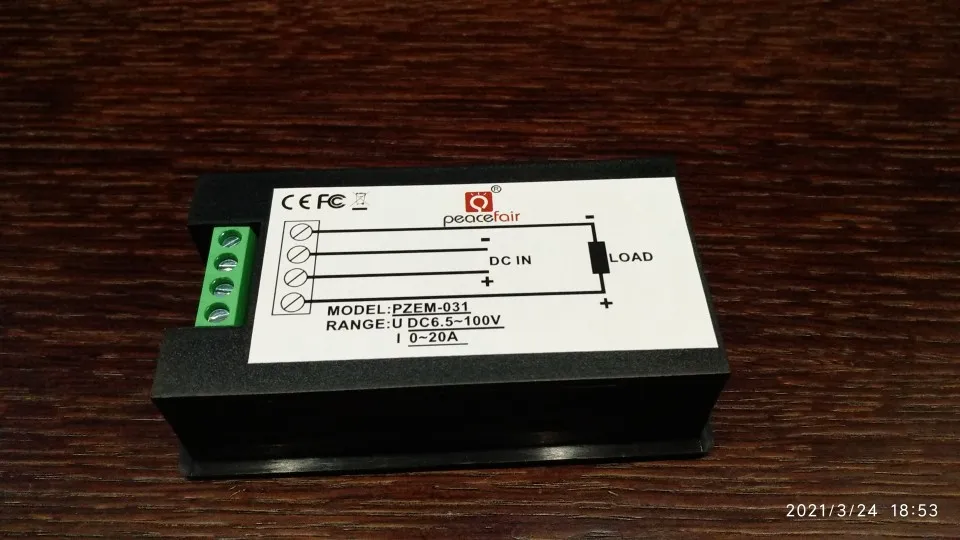 CE FC
peacefair®
-
-
DC IN
LOAD
+
+
MODEL:PZEM-031
RANGE:U DC6.5~100V
I 0~20A
2021/3/24 18:53